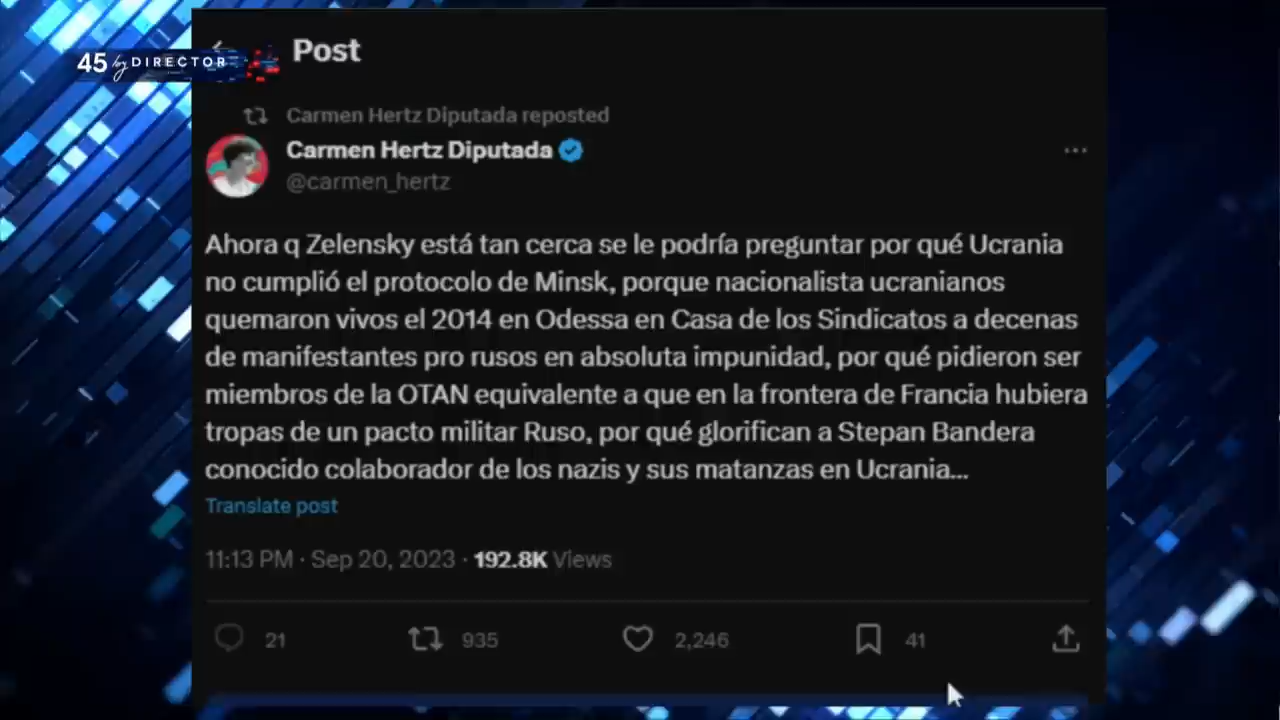 45 by DIRECTOR
Post
Carmen Hertz Diputada reposted
Carmen Hertz Diputada
@carmen_hertz
Ahora q Zelensky está tan cerca se le podría preguntar por qué Ucrania
no cumplió el protocolo de Minsk, porque nacionalista ucranianos
quemaron vivos el 2014 en Odessa en Casa de los Sindicatos a decenas
de manifestantes pro rusos en absoluta impunidad, por qué pidieron ser
miembros de la OTAN equivalente a que en la frontera de Francia hubiera
tropas de un pacto militar Ruso, por qué glorifican a Stepan Bandera
conocido colaborador de los nazis y sus matanzas en Ucrania...
Translate post
11:13 PM · Sep 20, 2023 · 192.8K Views
21 935 2,246 41